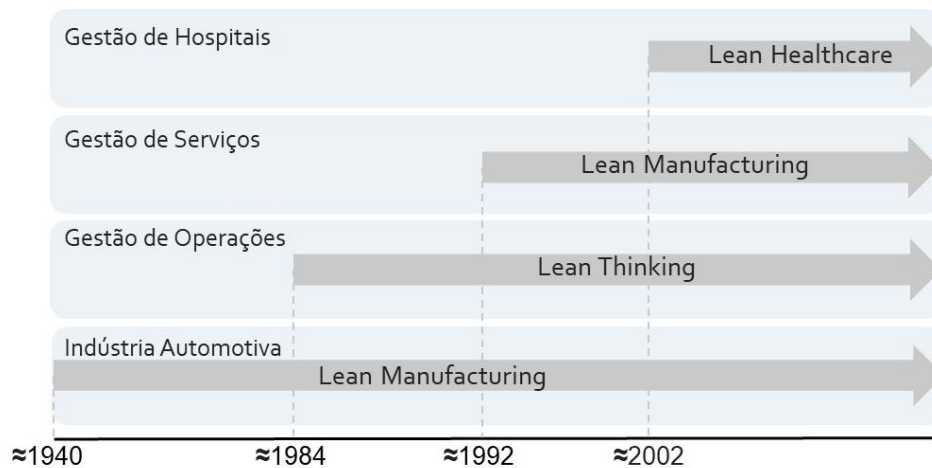 Gestão de Hospitais
Lean Healthcare
Gestão de Serviços
Lean Manufacturing
Gestão de Operações
Lean Thinking
Indústria Automotiva
Lean Manufacturing
≈1940 ≈1984 ≈1992 ≈2002